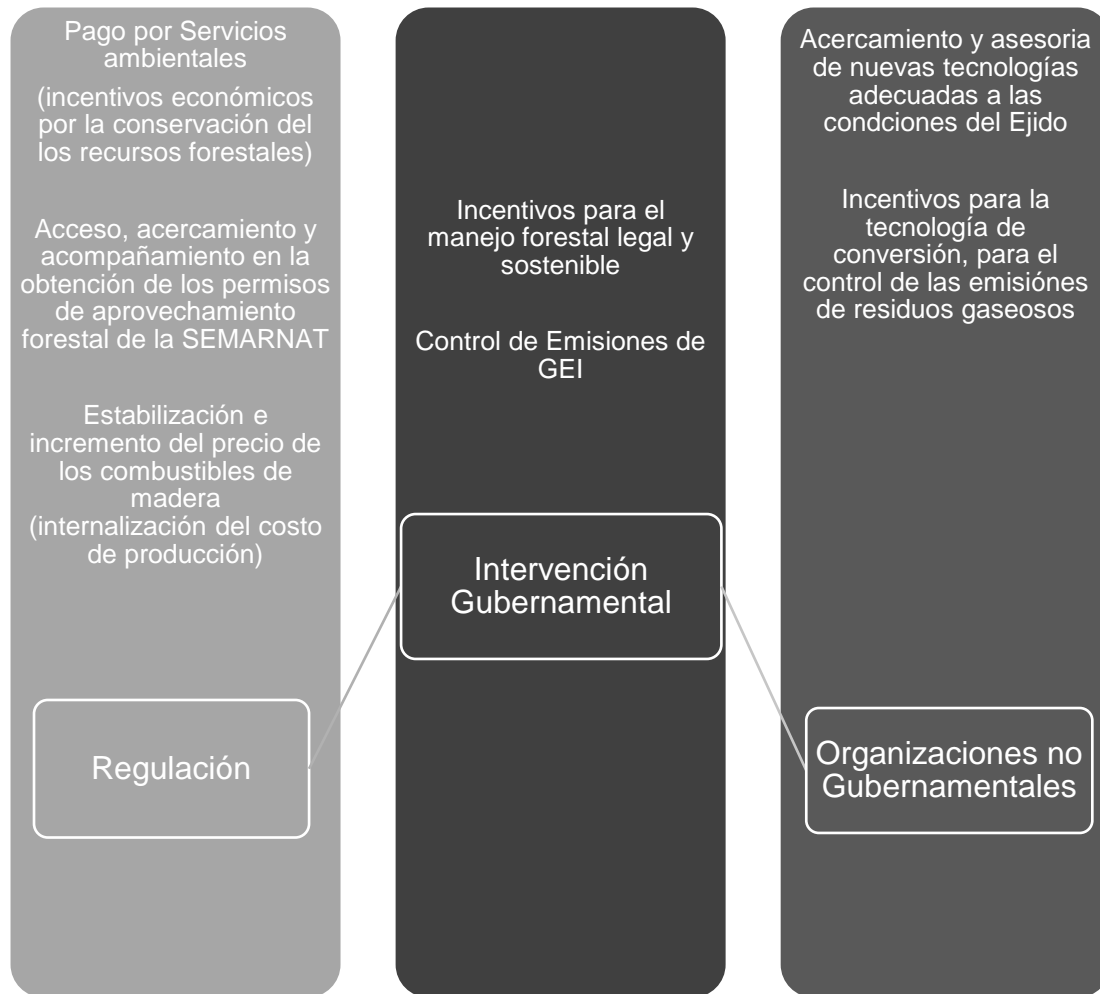 Pago por Servicios
ambientales
(incentivos económicos
por la conservación del
los recursos forestales)
Acceso, acercamiento y
acompañamiento en la
obtención de los permisos
de aprovechamiento
forestal de la SEMARNAT
Estabilización e
incremento del precio de
los combustibles de
madera
(internalización del costo
de producción)
Regulación
Incentivos para el
manejo forestal legal y
sostenible
Control de Emisiones de
GEI
Intervención
Gubernamental
Acercamiento y asesoria
de nuevas tecnologías
adecuadas a las
condciones del Ejido
Incentivos para la
tecnología de
conversión, para el
control de las emisiónes
de residuos gaseosos
Organizaciones no
Gubernamentales